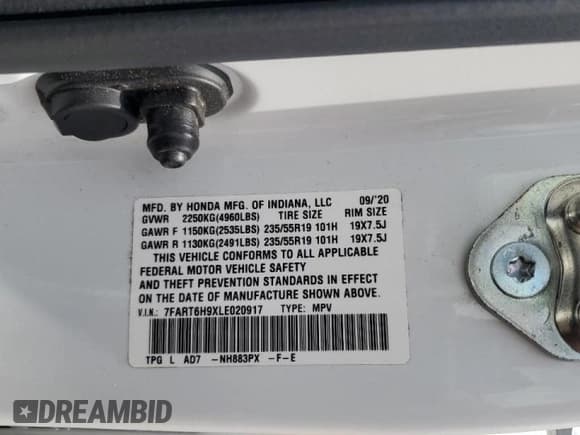 MFD. BY HONDA MFG. OF INDIANA, LLC 09/'20
GVWR 2250KG(4960LBS) TIRE SIZE RIM SIZE
GAWR F 1150KG(2535LBS) 235/55R19 101H 19X7.5J
GAWR R 1130KG(2491LBS) 235/55R19 101H 19X7.5J
THIS VEHICLE CONFORMS TO ALL APPLICABLE
FEDERAL MOTOR VEHICLE SAFETY
AND THEFT PREVENTION STANDARDS IN EFFECT
ON THE DATE OF MANUFACTURE SHOWN ABOVE.
V.I.N.: 7FART6H9XLE020917 TYPE: MPV
TPG L AD7 -NH883PX -F-E
DREAMBID